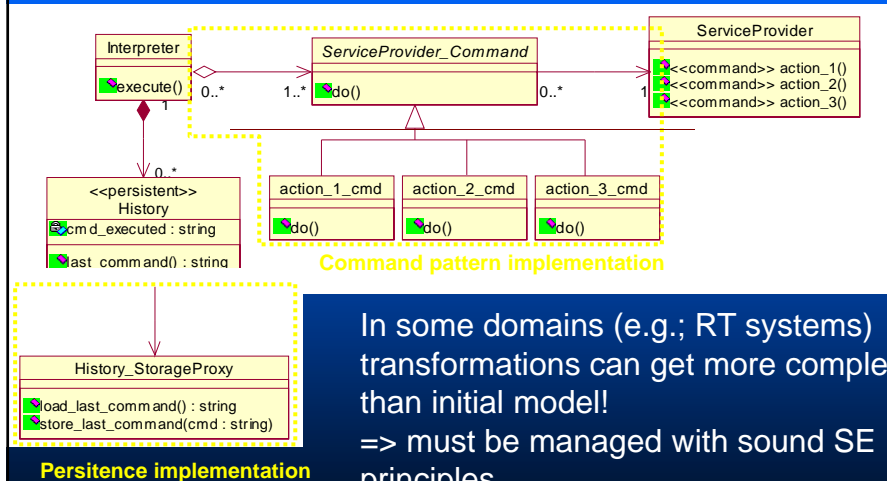 Interpreter
execute()
0..*
1
0..*
1..*
ServiceProvider_Command
do()
0..*
1
ServiceProvider
<<command>> action_1()
<<command>> action_2()
<<command>> action_3()
<<persistent>>
History
cmd_executed : string
last_command() : string
action_1_cmd
do()
action_2_cmd
do()
action_3_cmd
do()
Command pattern implementation
History_StorageProxy
load_last_command() : string
store_last_command(cmd : string)
Persitence implementation
In some domains (e.g.; RT systems)
transformations can get more comple
than initial model!
=> must be managed with sound SE
principles